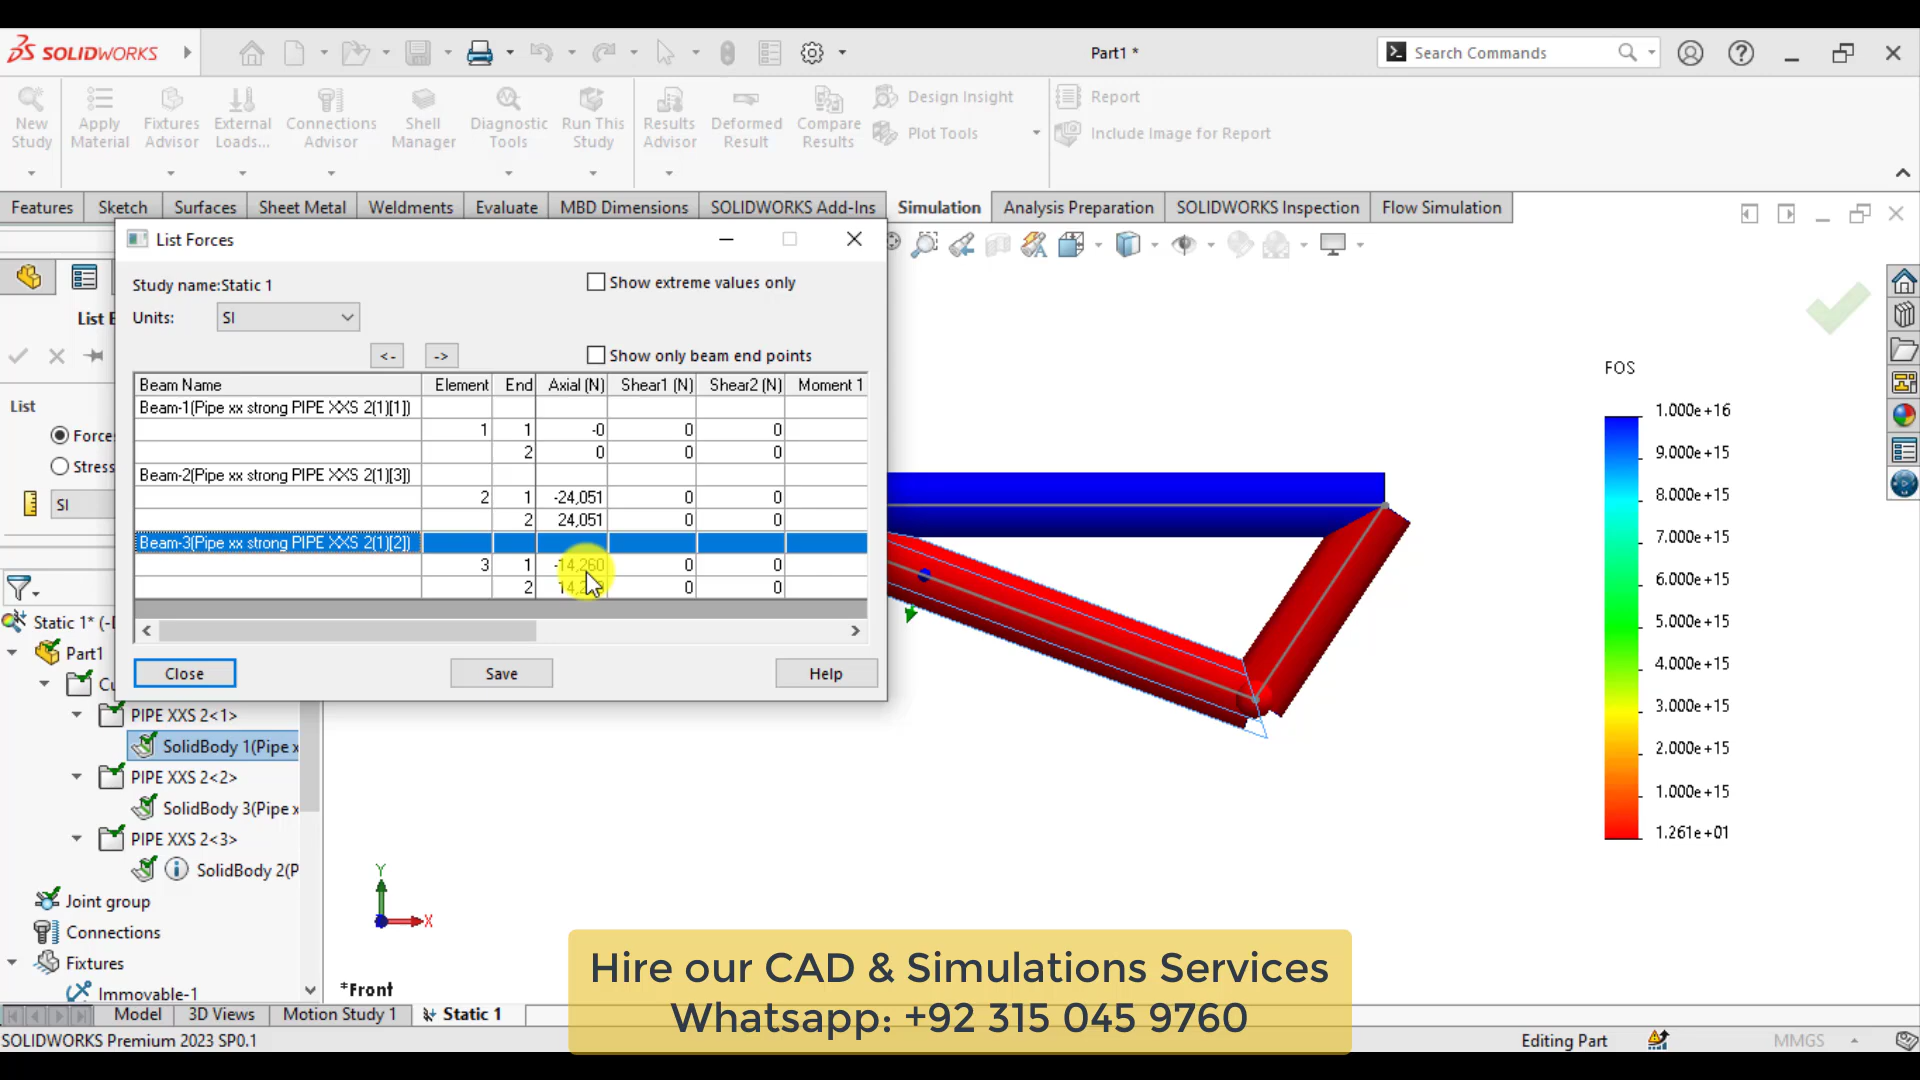 SOLIDWORKS
Part1 *
Search Commands
New Study
Apply Material
Fixtures Advisor
External Loads...
Connections Advisor
Shell Manager
Diagnostic Tools
Run This Study
Results Advisor
Deformed Result
Compare Results
Design Insight
Plot Tools
Report
Include Image for Report
Features
Sketch
Surfaces
Sheet Metal
Weldments
Evaluate
MBD Dimensions
SOLIDWORKS Add-Ins
Simulation
Analysis Preparation
SOLIDWORKS Inspection
Flow Simulation
List Forces
Study name:Static 1
Show extreme values only
Units: SI
<- ->
Show only beam end points
Beam Name Element End Axial (N) Shear1 (N) Shear2 (N) Moment 1
Beam-1(Pipe xx strong PIPE XXS 2(1)[1])
1 1 -0 0 0
2 0 0 0
Beam-2(Pipe xx strong PIPE XXS 2(1)[3])
2 1 -24,051 0 0
2 24,051 0 0
Beam-3(Pipe xx strong PIPE XXS 2(1)[2])
3 1 -14,260 0 0
2 0 0
Close
Save
Help
List
Force
Stress
SI
Static 1* (-
Part1
PIPE XXS 2<1>
SolidBody 1(Pipe x
PIPE XXS 2<2>
SolidBody 3(Pipe x
PIPE XXS 2<3>
SolidBody 2(P
Joint group
Connections
Fixtures
Immovable-1
FOS
1.000e+16
9.000e+15
8.000e+15
7.000e+15
6.000e+15
5.000e+15
4.000e+15
3.000e+15
2.000e+15
1.000e+15
1.261e+01
Y
X
*Front
Hire our CAD & Simulations Services
Whatsapp: +92 315 045 9760
Model
3D Views
Motion Study 1
Static 1
SOLIDWORKS Premium 2023 SP0.1
Editing Part
MMGS